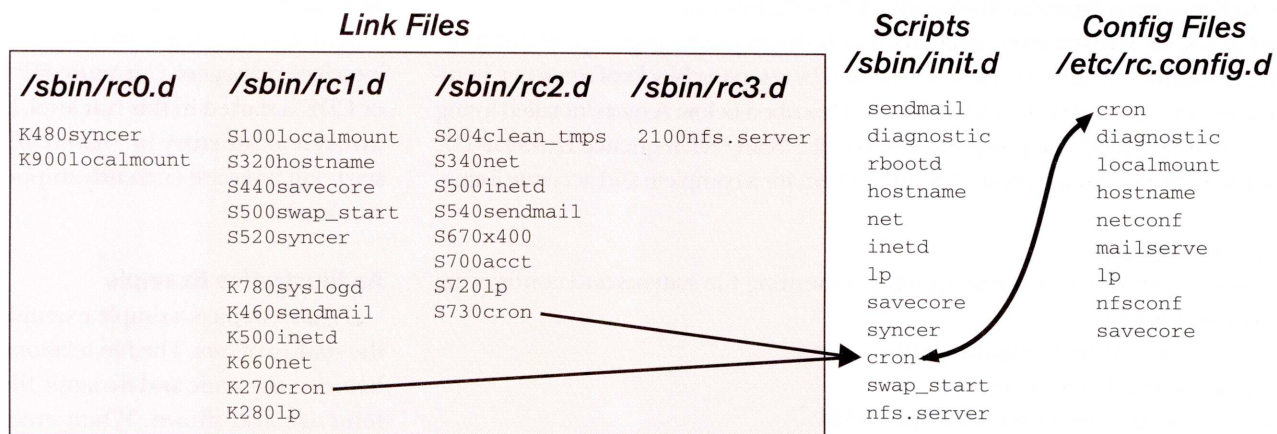 Link Files
/sbin/rc0.d
K480syncer
K900localmount
/sbin/rc1.d
S100localmount
S320hostname
S440savecore
S500swap_start
S520syncer
K780syslogd
K460sendmail
K500inetd
K660net
K270cron
K280lp
/sbin/rc2.d
S204clean_tmps
S340net
S500inetd
S540sendmail
S670x400
S700acct
S720lp
S730cron
/sbin/rc3.d
2100nfs.server
Scripts
/sbin/init.d
sendmail
diagnostic
rbootd
hostname
net
inetd
lp
savecore
syncer
cron
swap_start
nfs.server
Config Files
/etc/rc.config.d
cron
diagnostic
localmount
hostname
netconf
mailserve
lp
nfsconf
savecore